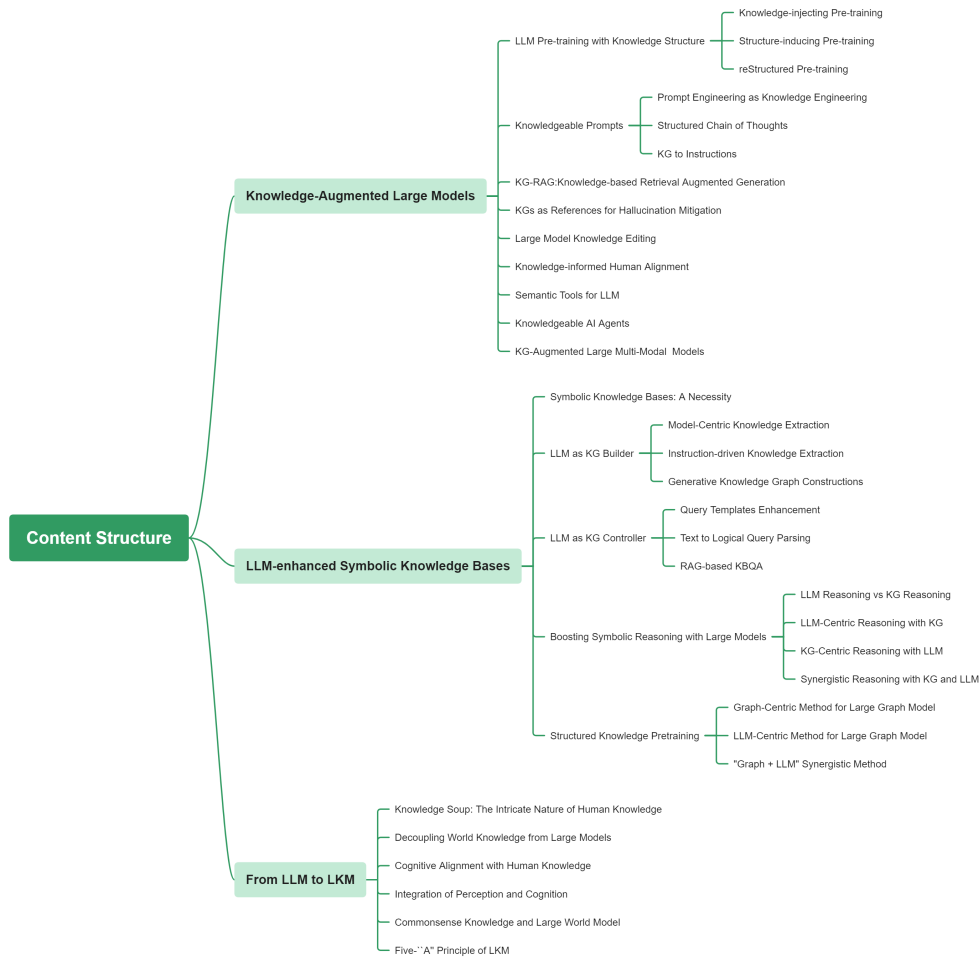 Content Structure
Knowledge-Augmented Large Models
LLM Pre-training with Knowledge Structure
Knowledge-injecting Pre-training
Structure-inducing Pre-training
reStructured Pre-training
Knowledgeable Prompts
Prompt Engineering as Knowledge Engineering
Structured Chain of Thoughts
KG to Instructions
KG-RAG:Knowledge-based Retrieval Augmented Generation
KGs as References for Hallucination Mitigation
Large Model Knowledge Editing
Knowledge-informed Human Alignment
Semantic Tools for LLM
Knowledgeable AI Agents
KG-Augmented Large Multi-Modal  Models
LLM-enhanced Symbolic Knowledge Bases
Symbolic Knowledge Bases: A Necessity
LLM as KG Builder
Model-Centric Knowledge Extraction
Instruction-driven Knowledge Extraction
Generative Knowledge Graph Constructions
LLM as KG Controller
Query Templates Enhancement
Text to Logical Query Parsing
RAG-based KBQA
Boosting Symbolic Reasoning with Large Models
LLM Reasoning vs KG Reasoning
LLM-Centric Reasoning with KG
KG-Centric Reasoning with LLM
Synergistic Reasoning with KG and LLM
Structured Knowledge Pretraining
Graph-Centric Method for Large Graph Model
LLM-Centric Method for Large Graph Model
"Graph + LLM" Synergistic Method
From LLM to LKM
Knowledge Soup: The Intricate Nature of Human Knowledge
Decoupling World Knowledge from Large Models
Cognitive Alignment with Human Knowledge
Integration of Perception and Cognition
Commonsense Knowledge and Large World Model
Five-``A'' Principle of LKM